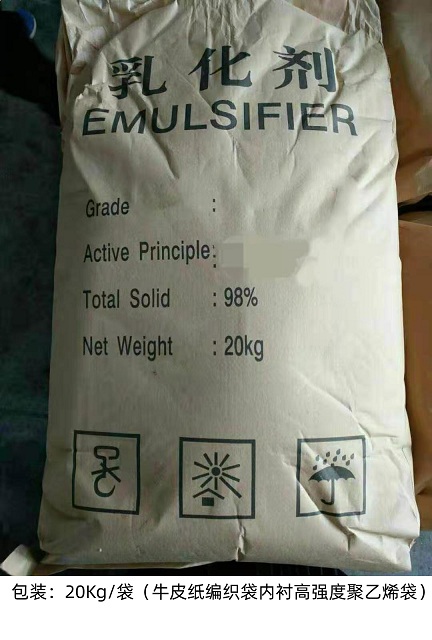 乳化剂
EMULSIFIER
Grade :
Active Principle:
Total Solid : 98%
Net Weight : 20kg
包装：20Kg/袋（牛皮纸编织袋内衬高强度聚乙烯袋）